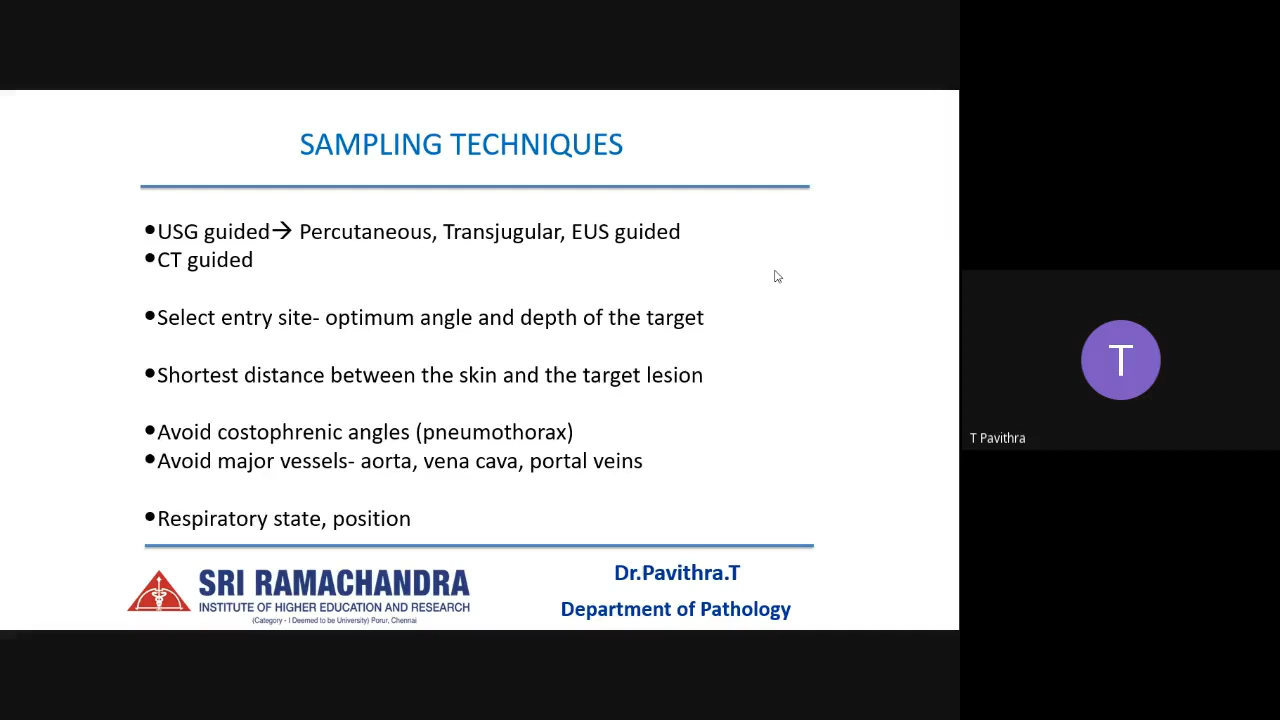 SAMPLING TECHNIQUES
•USG guided→ Percutaneous, Transjugular, EUS guided
•CT guided
•Select entry site- optimum angle and depth of the target
•Shortest distance between the skin and the target lesion
•Avoid costophrenic angles (pneumothorax)
•Avoid major vessels- aorta, vena cava, portal veins
•Respiratory state, position
SRI RAMACHANDRA
INSTITUTE OF HIGHER EDUCATION AND RESEARCH
(Category - I Deemed to be University) Porur, Chennai
Dr.Pavithra.T
Department of Pathology
T
T Pavithra